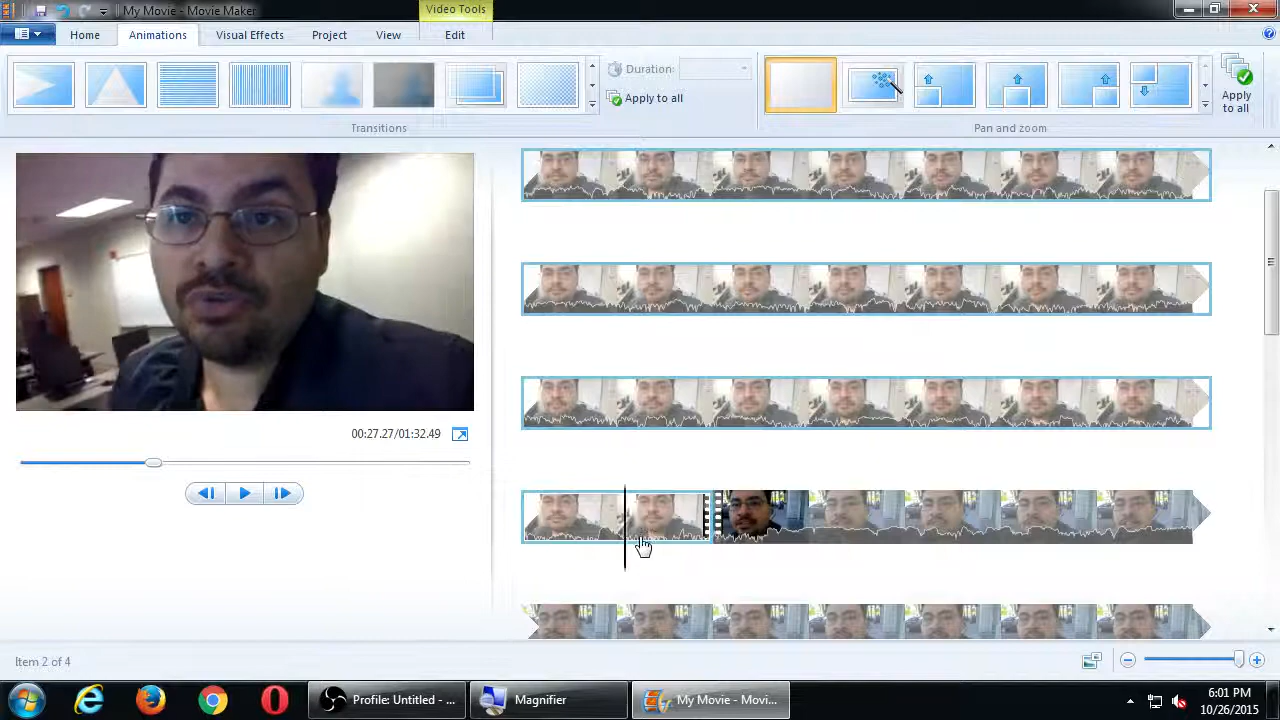 My Movie - Movie Maker
Video Tools
Home
Animations
Visual Effects
Project
View
Edit
Duration:
Apply to all
Apply
to all
Transitions
Pan and zoom
00:27.27/01:32.49
Item 2 of 4
Profile: Untitled - ...
Magnifier
My Movie - Movi...
6:01 PM
10/26/2015